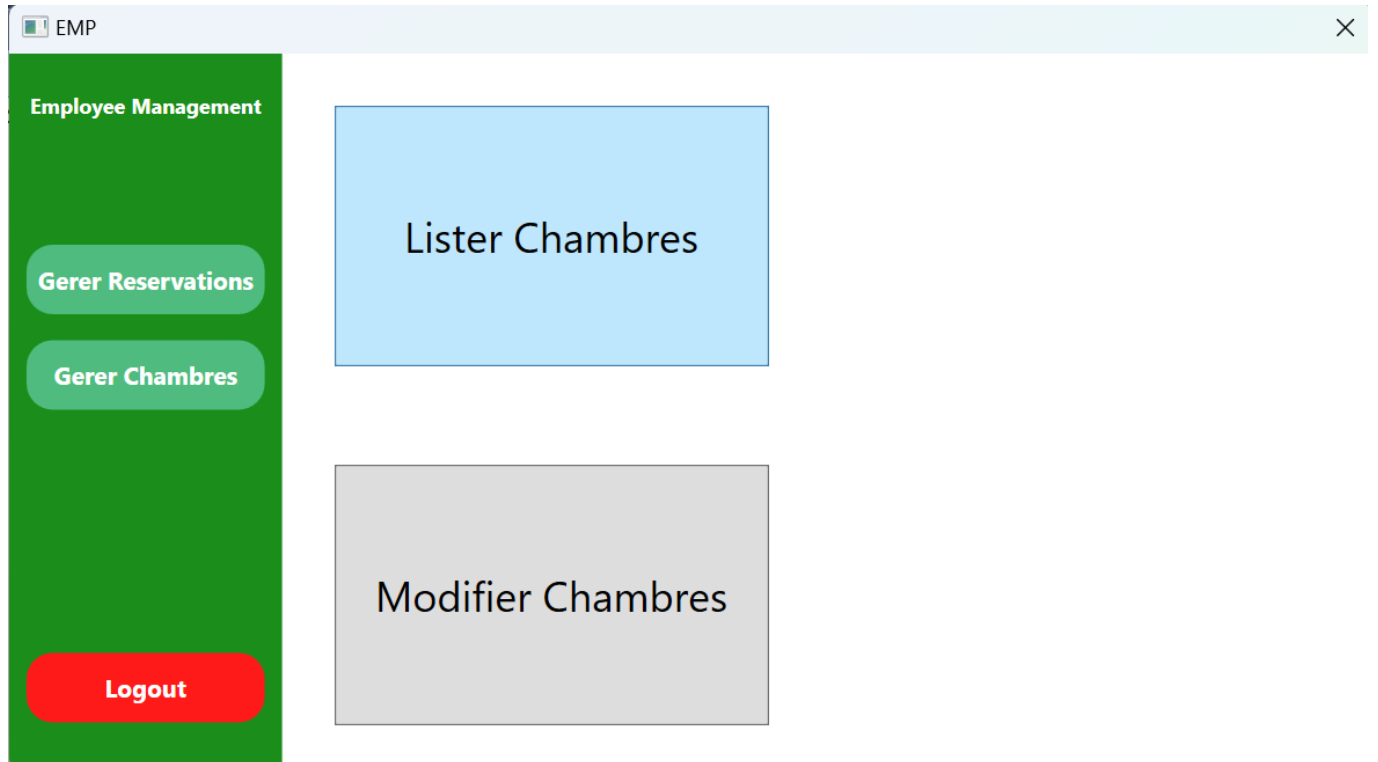 EMP
Employee Management
Gerer Reservations
Gerer Chambres
Logout
Lister Chambres
Modifier Chambres